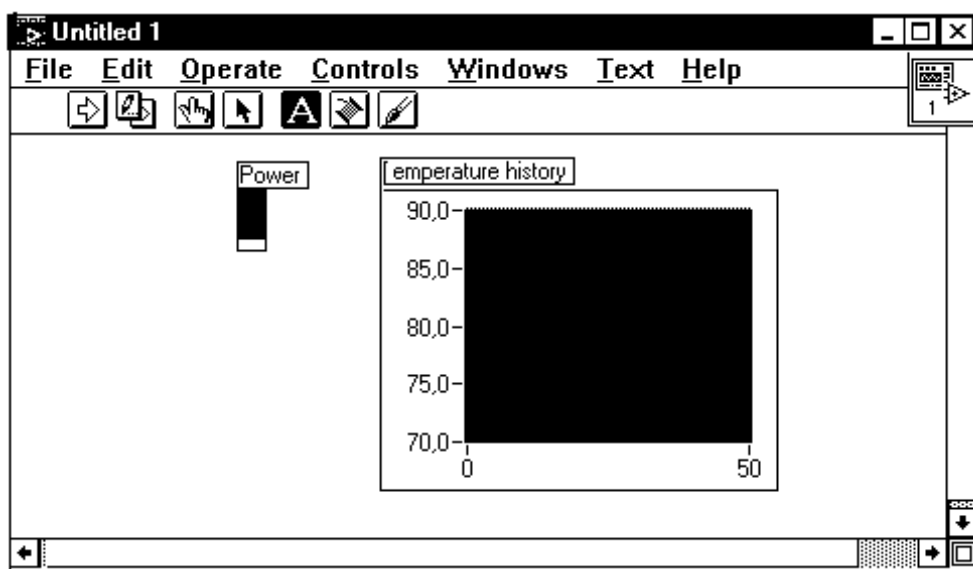 Untitled 1
File Edit Operate Controls Windows Text Help
A
1
Power
emperature history
90,0
85,0
80,0
75,0
70,0
0 50